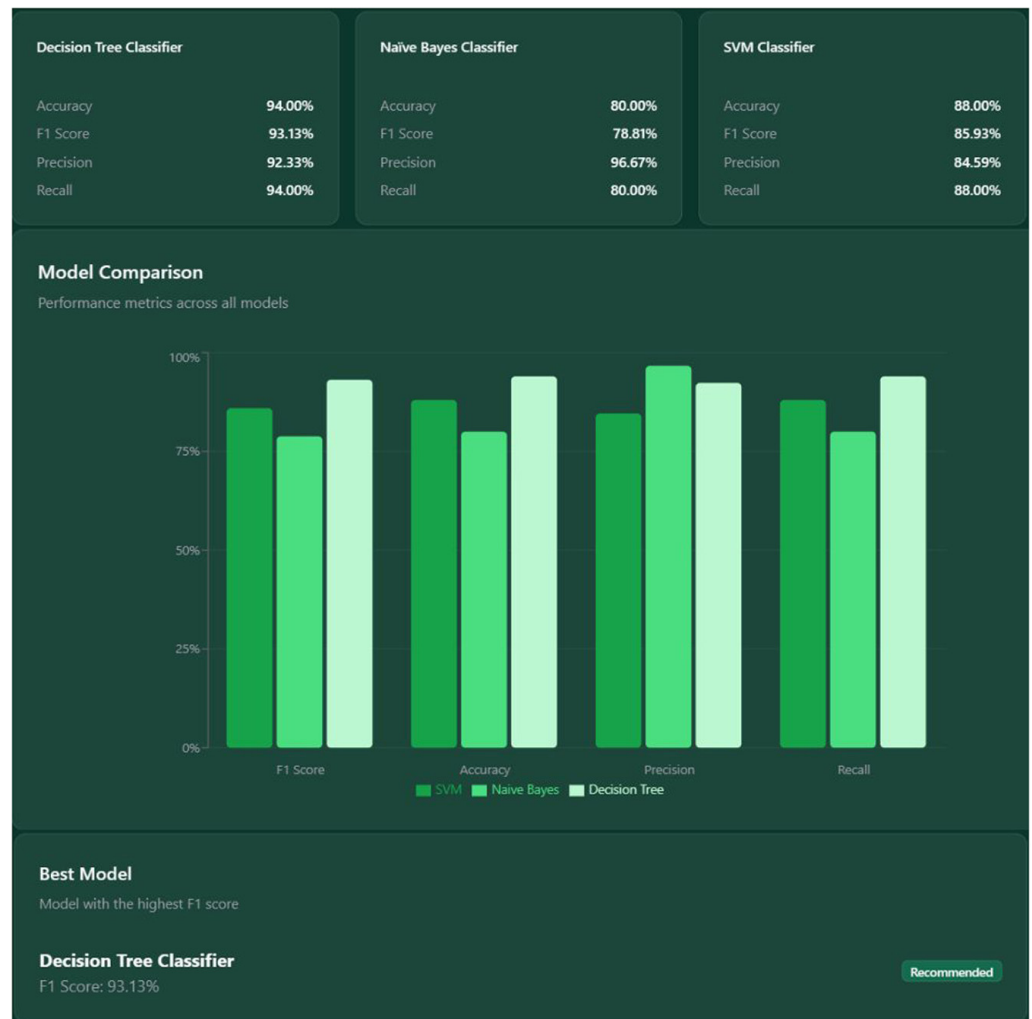 Decision Tree Classifier
Accuracy 94.00%
F1 Score 93.13%
Precision 92.33%
Recall 94.00%
Naïve Bayes Classifier
Accuracy 80.00%
F1 Score 78.81%
Precision 96.67%
Recall 80.00%
SVM Classifier
Accuracy 88.00%
F1 Score 85.93%
Precision 84.59%
Recall 88.00%
Model Comparison
Performance metrics across all models
100%
75%
50%
25%
0%
F1 Score Accuracy Precision Recall
SVM Naive Bayes Decision Tree
Best Model
Model with the highest F1 score
Decision Tree Classifier
F1 Score: 93.13%
Recommended